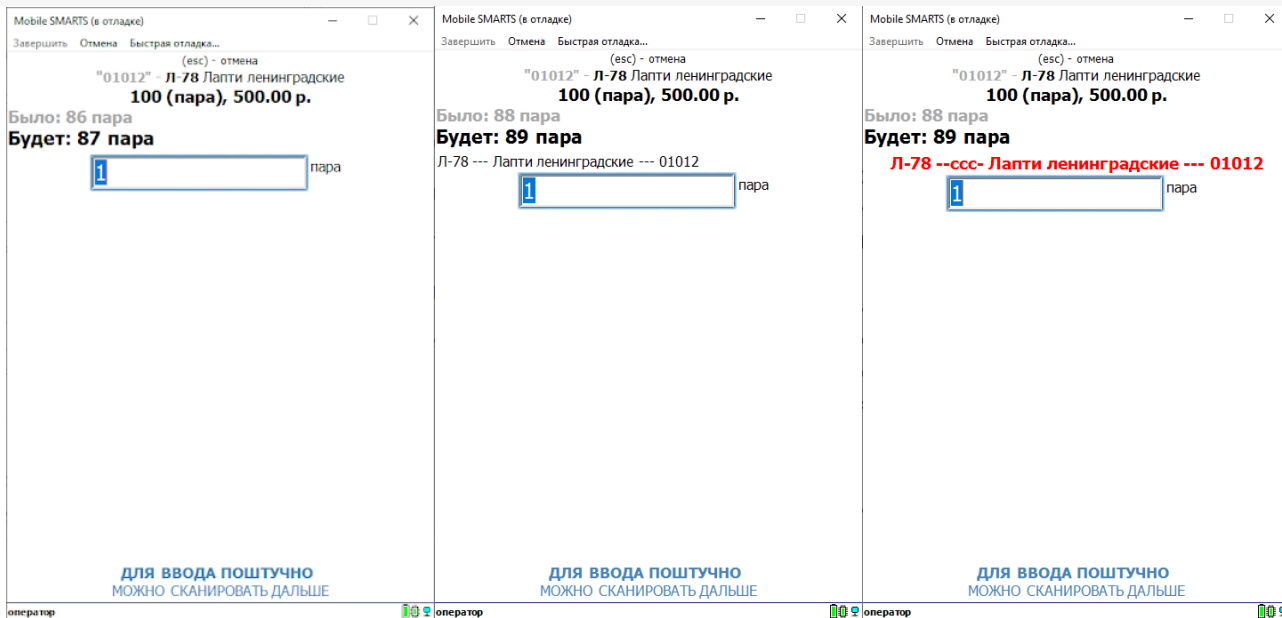 Mobile SMARTS (в отладке)
Завершить Отмена Быстрая отладка...
(esc) - отмена
"01012" - Л-78 Лапти ленинградские
100 (пара), 500.00 р.
Было: 86 пара
Будет: 87 пара
1 пара
ДЛЯ ВВОДА ПОШТУЧНО
МОЖНО СКАНИРОВАТЬ ДАЛЬШЕ
оператор
Mobile SMARTS (в отладке)
Завершить Отмена Быстрая отладка...
(esc) - отмена
"01012" - Л-78 Лапти ленинградские
100 (пара), 500.00 р.
Было: 88 пара
Будет: 89 пара
Л-78 --- Лапти ленинградские --- 01012
1 пара
ДЛЯ ВВОДА ПОШТУЧНО
МОЖНО СКАНИРОВАТЬ ДАЛЬШЕ
оператор
Mobile SMARTS (в отладке)
Завершить Отмена Быстрая отладка...
(esc) - отмена
"01012" - Л-78 Лапти ленинградские
100 (пара), 500.00 р.
Было: 88 пара
Будет: 89 пара
Л-78 --ссс- Лапти ленинградские --- 01012
1 пара
ДЛЯ ВВОДА ПОШТУЧНО
МОЖНО СКАНИРОВАТЬ ДАЛЬШЕ
оператор